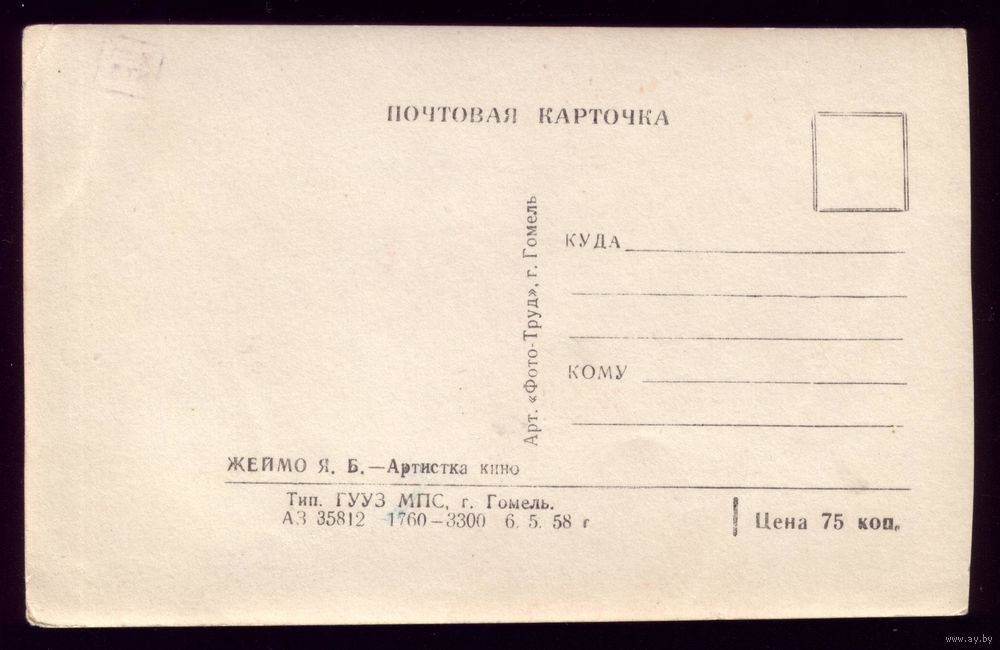 ПОЧТОВАЯ КАРТОЧКА
Арт. «Фото-Труд», г. Гомель
КУДА
КОМУ
ЖЕЙМО Я. Б.—Артистка кино
Тип. ГУУЗ МПС, г. Гомель.
АЗ 35812 1760—3300 6. 5. 58 г
Цена 75 коп.
www.ay.by